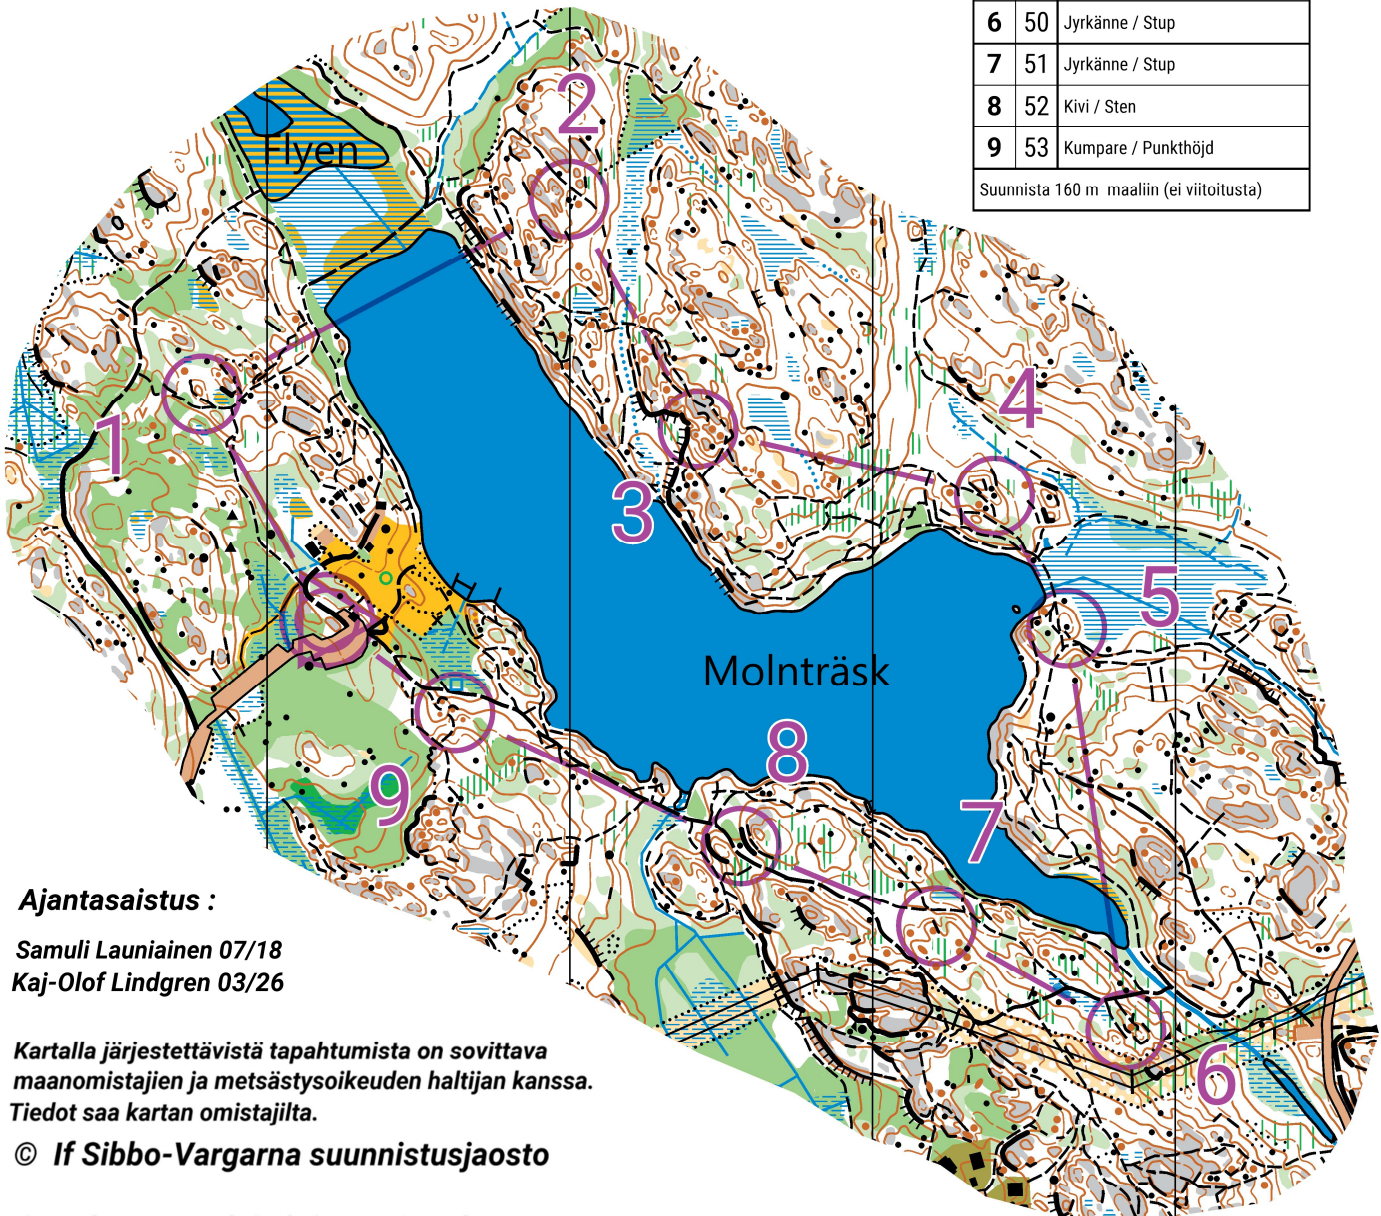 6 50 Jyrkänne / Stup
7 51 Jyrkänne / Stup
8 52 Kivi / Sten
9 53 Kumpare / Punkthöjd
Suunnista 160 m maaliin (ei viitoitusta)
2
Flyen
4
1
3
5
Molnträsk
8
9
7
6
Ajantasaistus :
Samuli Launiainen 07/18
Kaj-Olof Lindgren 03/26
Kartalla järjestettävistä tapahtumista on sovittava
maanomistajien ja metsästysoikeuden haltijan kanssa.
Tiedot saa kartan omistajilta.
© If Sibbo-Vargarna suunnistusjaosto